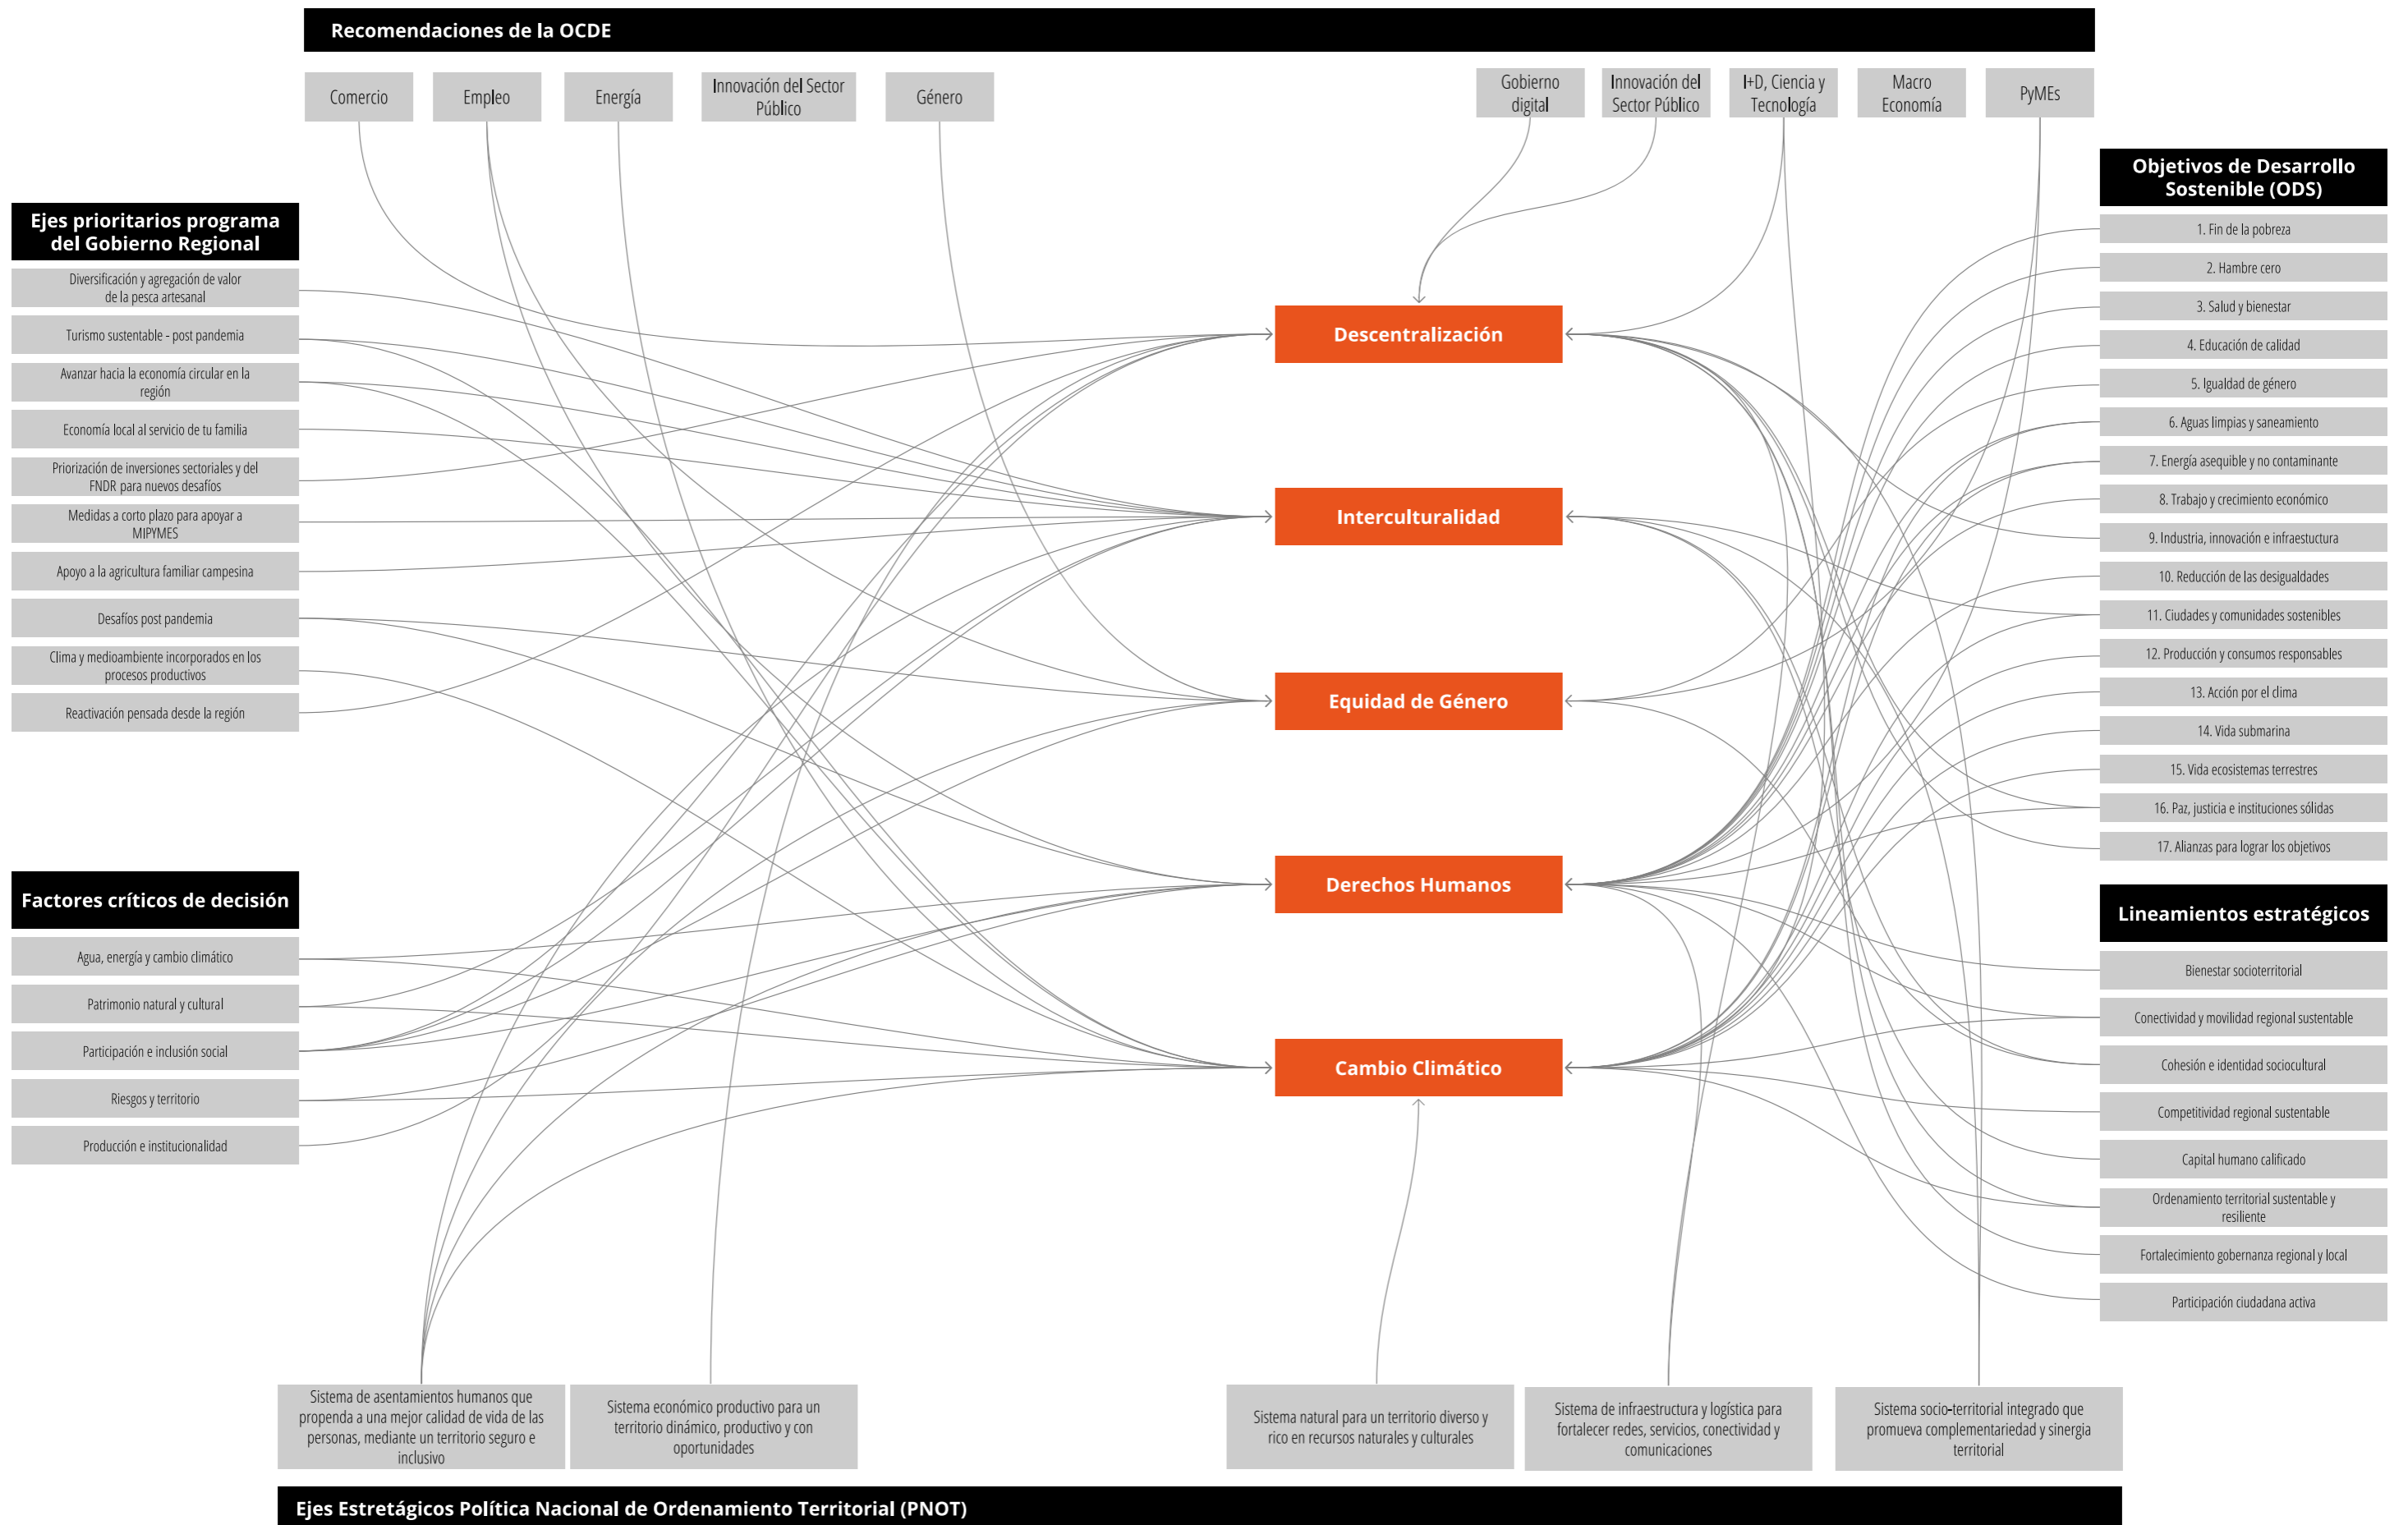 Recomendaciones de la OCDE
Comercio
Empleo
Energía
Innovación del Sector
Público
Género
Gobierno
digital
Innovación del
Sector Público
I+D, Ciencia y
Tecnología
Macro
Economía
PyMEs
Ejes prioritarios programa
del Gobierno Regional
Diversificación y agregación de valor
de la pesca artesanal
Turismo sustentable - post pandemia
Avanzar hacia la economía circular en la
región
Economía local al servicio de tu familia
Priorización de inversiones sectoriales y del
FNDR para nuevos desafíos
Medidas a corto plazo para apoyar a
MIPYMES
Apoyo a la agricultura familiar campesina
Desafíos post pandemia
Clima y medioambiente incorporados en los
procesos productivos
Reactivación pensada desde la región
Factores críticos de decisión
Agua, energía y cambio climático
Patrimonio natural y cultural
Participación e inclusión social
Riesgos y territorio
Producción e institucionalidad
Descentralización
Interculturalidad
Equidad de Género
Derechos Humanos
Cambio Climático
Objetivos de Desarrollo
Sostenible (ODS)
1. Fin de la pobreza
2. Hambre cero
3. Salud y bienestar
4. Educación de calidad
5. Igualdad de género
6. Aguas limpias y saneamiento
7. Energía asequible y no contaminante
8. Trabajo y crecimiento económico
9. Industria, innovación e infraestuctura
10. Reducción de las desigualdades
11. Ciudades y comunidades sostenibles
12. Producción y consumos responsables
13. Acción por el clima
14. Vida submarina
15. Vida ecosistemas terrestres
16. Paz, justicia e instituciones sólidas
17. Alianzas para lograr los objetivos
Lineamientos estratégicos
Bienestar socioterritorial
Conectividad y movilidad regional sustentable
Cohesión e identidad sociocultural
Competitividad regional sustentable
Capital humano calificado
Ordenamiento territorial sustentable y
resiliente
Fortalecimiento gobernanza regional y local
Participación ciudadana activa
Sistema de asentamientos humanos que
propenda a una mejor calidad de vida de las
personas, mediante un territorio seguro e
inclusivo
Sistema económico productivo para un
territorio dinámico, productivo y con
oportunidades
Sistema natural para un territorio diverso y
rico en recursos naturales y culturales
Sistema de infraestructura y logística para
fortalecer redes, servicios, conectividad y
comunicaciones
Sistema socio-territorial integrado que
promueva complementariedad y sinergia
territorial
Ejes Estretágicos Política Nacional de Ordenamiento Territorial (PNOT)